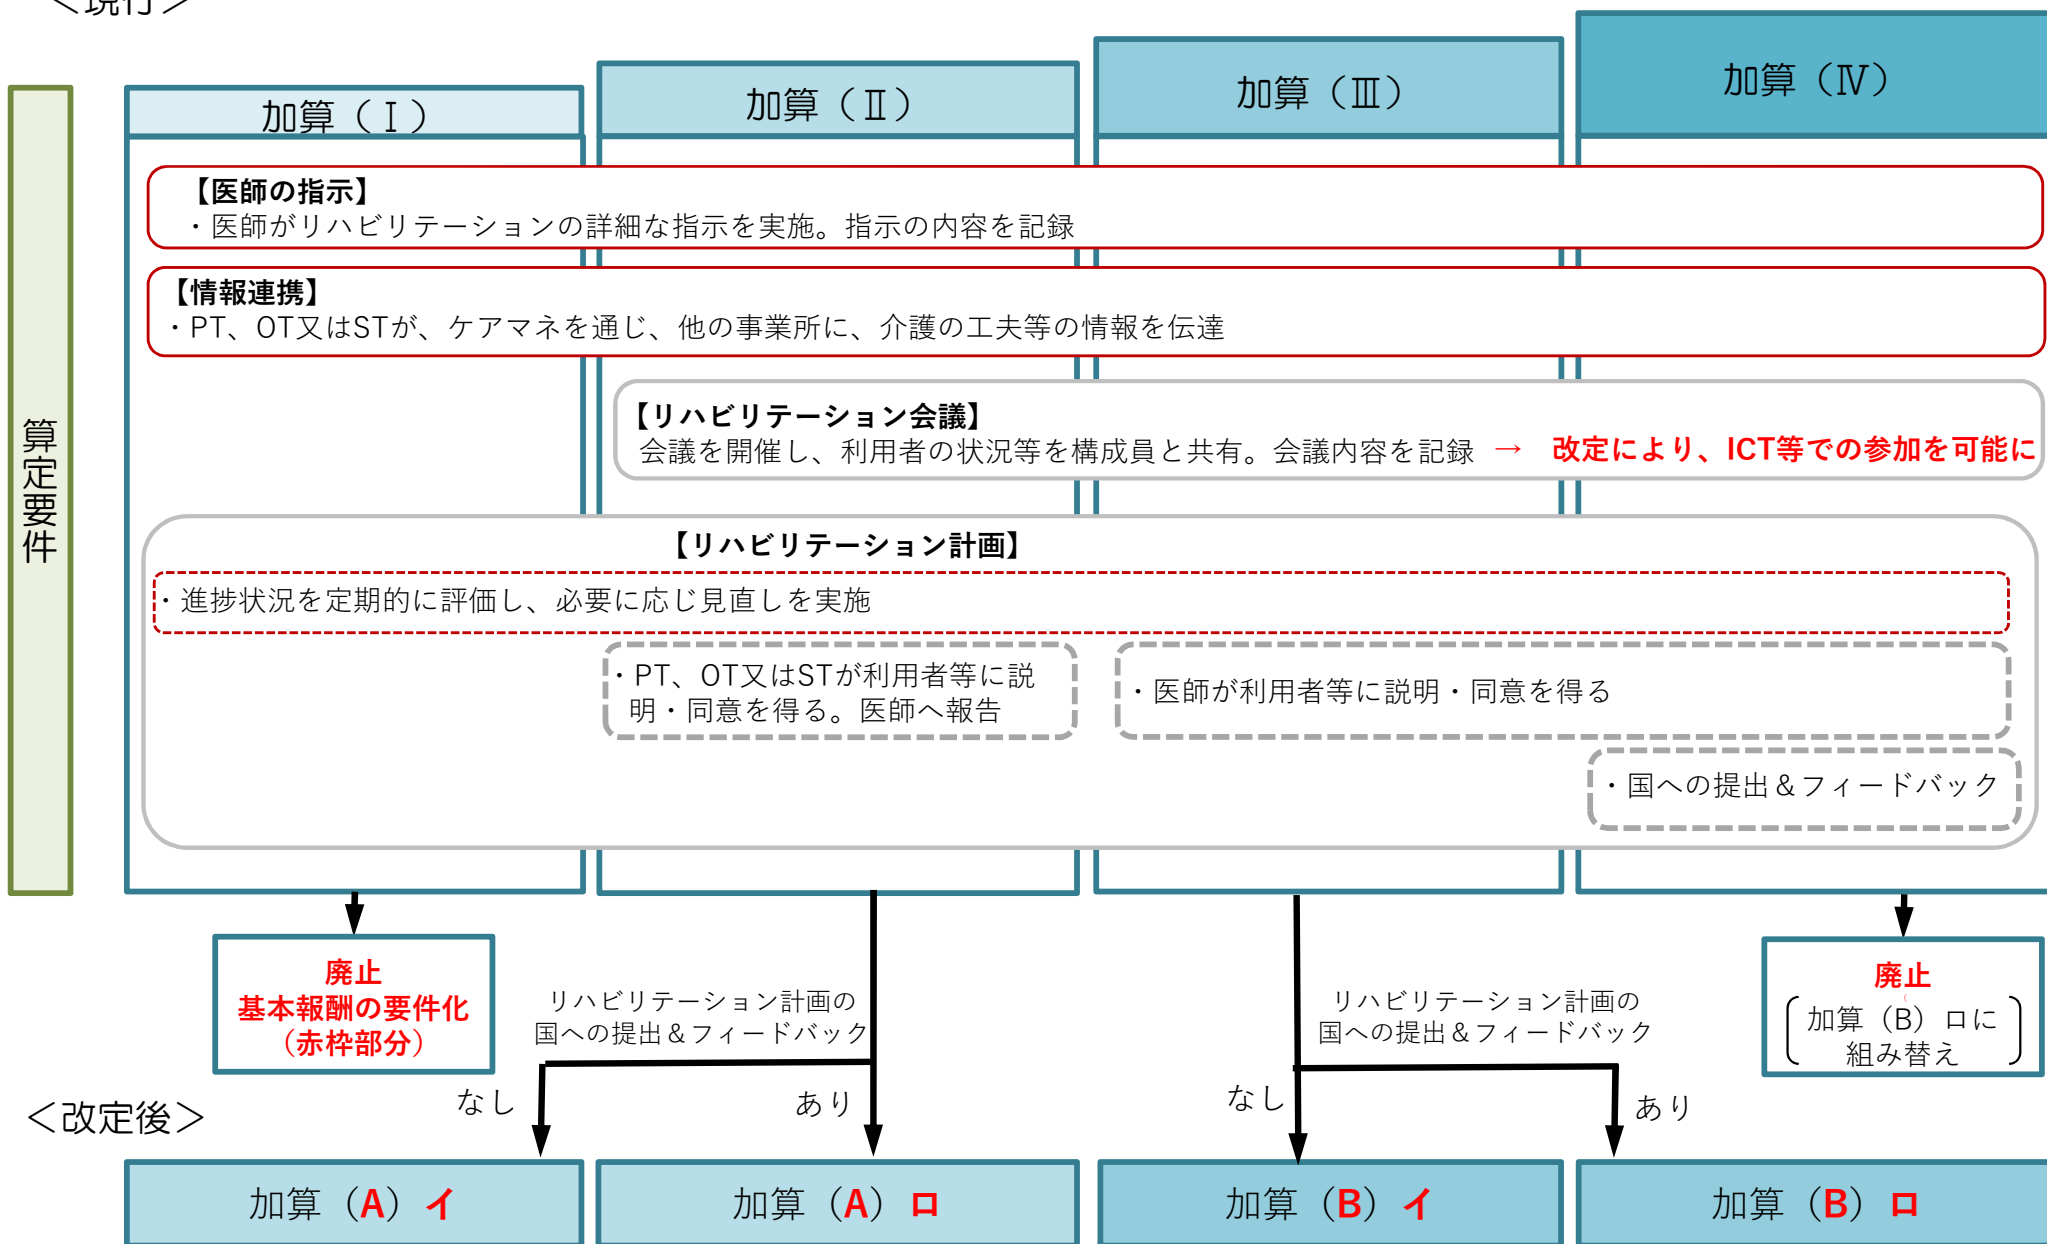 ＜現行＞
加算（Ⅰ）
加算（Ⅱ）
加算（Ⅲ）
加算（Ⅳ）
算定要件
【医師の指示】
・医師がリハビリテーションの詳細な指示を実施。指示の内容を記録
【情報連携】
・PT、OT又はSTが、ケアマネを通じ、他の事業所に、介護の工夫等の情報を伝達
【リハビリテーション会議】
会議を開催し、利用者の状況等を構成員と共有。会議内容を記録 → 改定により、ICT等での参加を可能に
【リハビリテーション計画】
・進捗状況を定期的に評価し、必要に応じ見直しを実施
・PT、OT又はSTが利用者等に説
明・同意を得る。医師へ報告
・医師が利用者等に説明・同意を得る
・国への提出＆フィードバック
廃止
基本報酬の要件化
（赤枠部分）
リハビリテーション計画の
国への提出＆フィードバック
なし
あり
リハビリテーション計画の
国への提出＆フィードバック
なし
あり
廃止
加算（B）ロに
組み替え
＜改定後＞
加算（A）イ
加算（A）ロ
加算（B）イ
加算（B）ロ